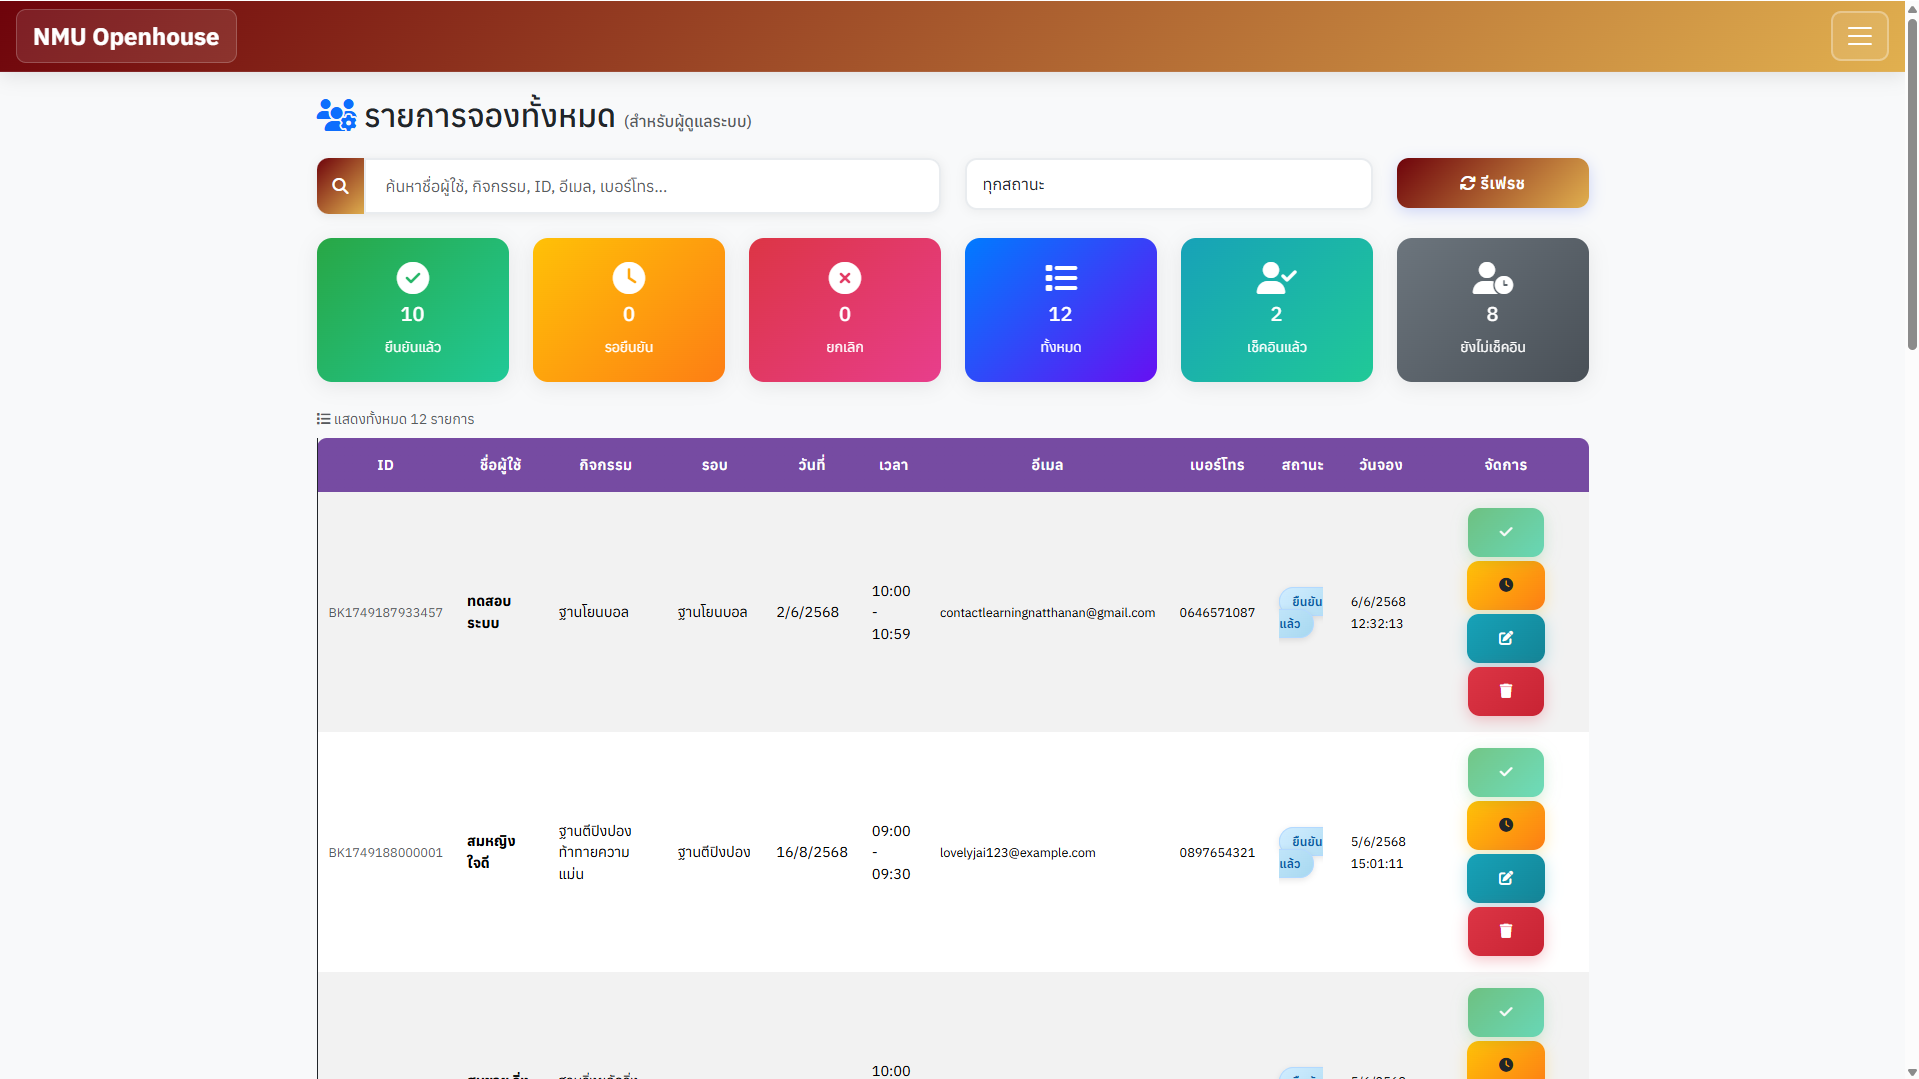 NMU Openhouse
รายการจองทั้งหมด (สำหรับผู้ดูแลระบบ)
ค้นหาชื่อผู้ใช้, กิจกรรม, ID, อีเมล, เบอร์โทร...
ทุกสถานะ
รีเฟรช
10
ยืนยันแล้ว
0
รอยืนยัน
0
ยกเลิก
12
ทั้งหมด
2
เช็คอินแล้ว
8
ยังไม่เช็คอิน
แสดงทั้งหมด 12 รายการ
ID ชื่อผู้ใช้ กิจกรรม รอบ วันที่ เวลา อีเมล เบอร์โทร สถานะ วันจอง จัดการ
BK1749187933457
ทดสอบ
ระบบ
ฐานโยนบอล
ฐานโยนบอล
2/6/2568
10:00
-
10:59
contactlearningnatthanan@gmail.com
0646571087
ยืนยัน
แล้ว
6/6/2568
12:32:13
BK1749188000001
สมหญิง
ใจดี
ฐานตีปิงปอง
ท้าทายความ
แม่น
ฐานตีปิงปอง
16/8/2568
09:00
-
09:30
lovelyjai123@example.com
0897654321
ยืนยัน
แล้ว
5/6/2568
15:01:11
10:00